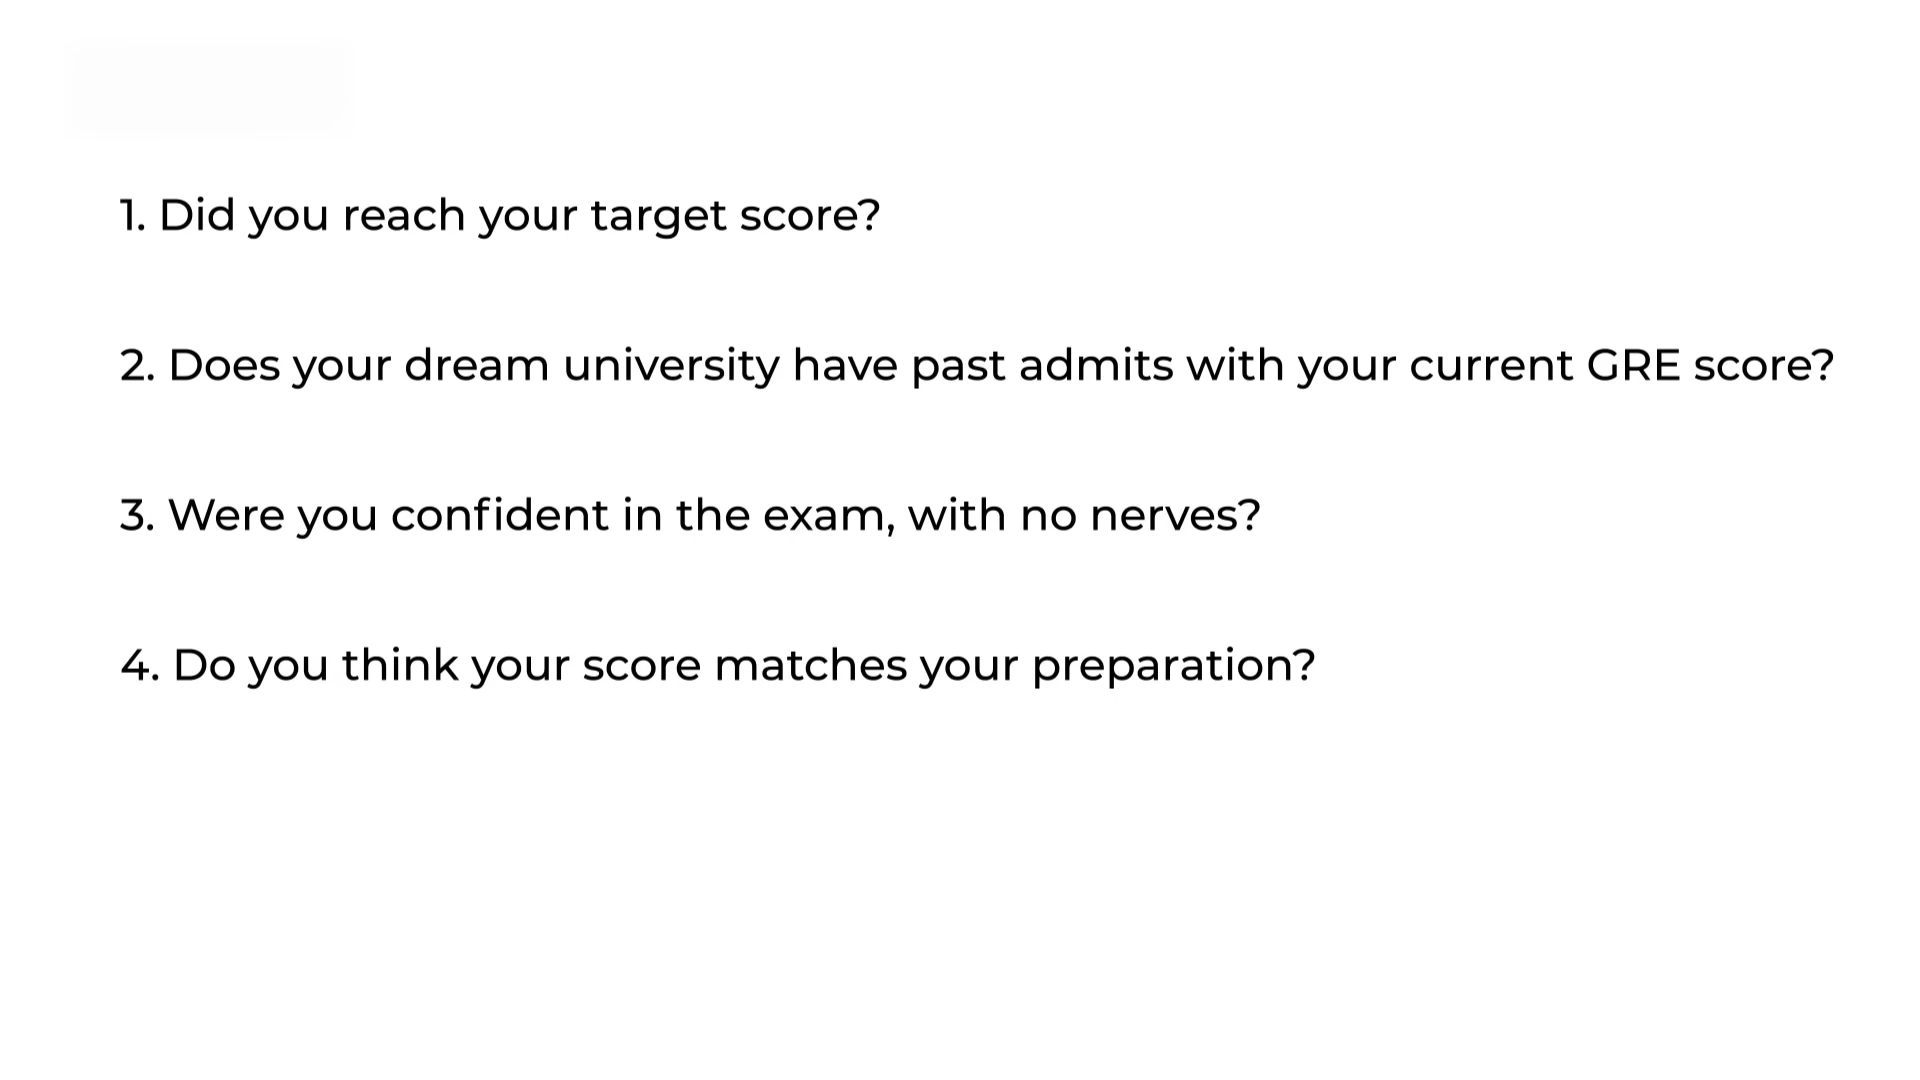 1. Did you reach your target score?
2. Does your dream university have past admits with your current GRE score?
3. Were you confident in the exam, with no nerves?
4. Do you think your score matches your preparation?